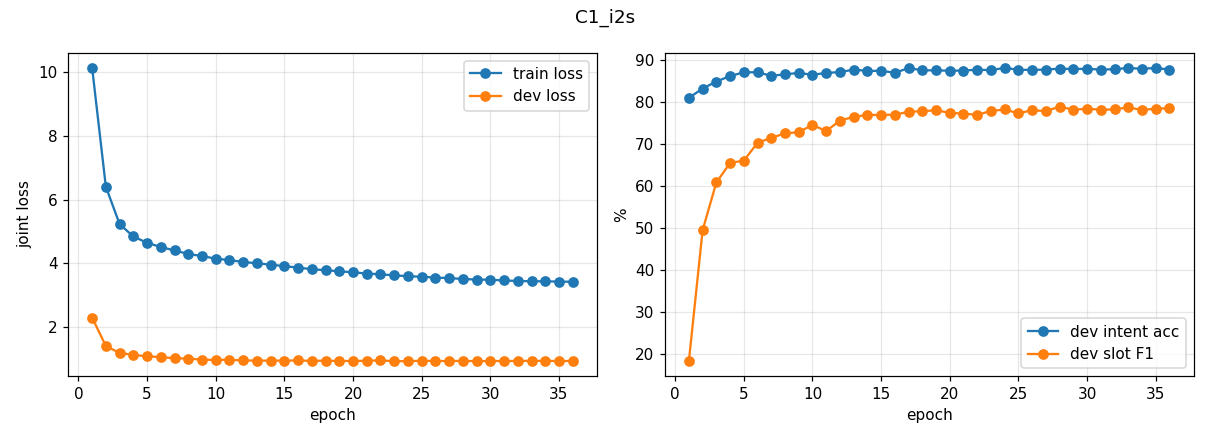 C1_i2s
joint loss
10
8
6
4
2
0 5 10 15 20 25 30 35
epoch
train loss
dev loss
%
90
80
70
60
50
40
30
20
0 5 10 15 20 25 30 35
epoch
dev intent acc
dev slot F1